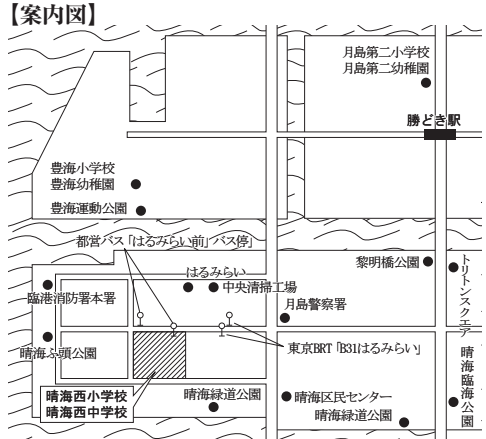 【案内図】
月島第二小学校
月島第二幼稚園
勝どき駅
豊海小学校
豊海幼稚園
豊海運動公園
都営バス「はるみらい前」バス停
黎明橋公園
トリトンスクエア
はるみらい
中央清掃工場
臨港消防署本署
月島警察署
晴海ふ頭公園
東京BRT「B31はるみらい」
晴海臨海公園
晴海西小学校
晴海西中学校
晴海緑道公園
晴海区民センター
晴海緑道公園